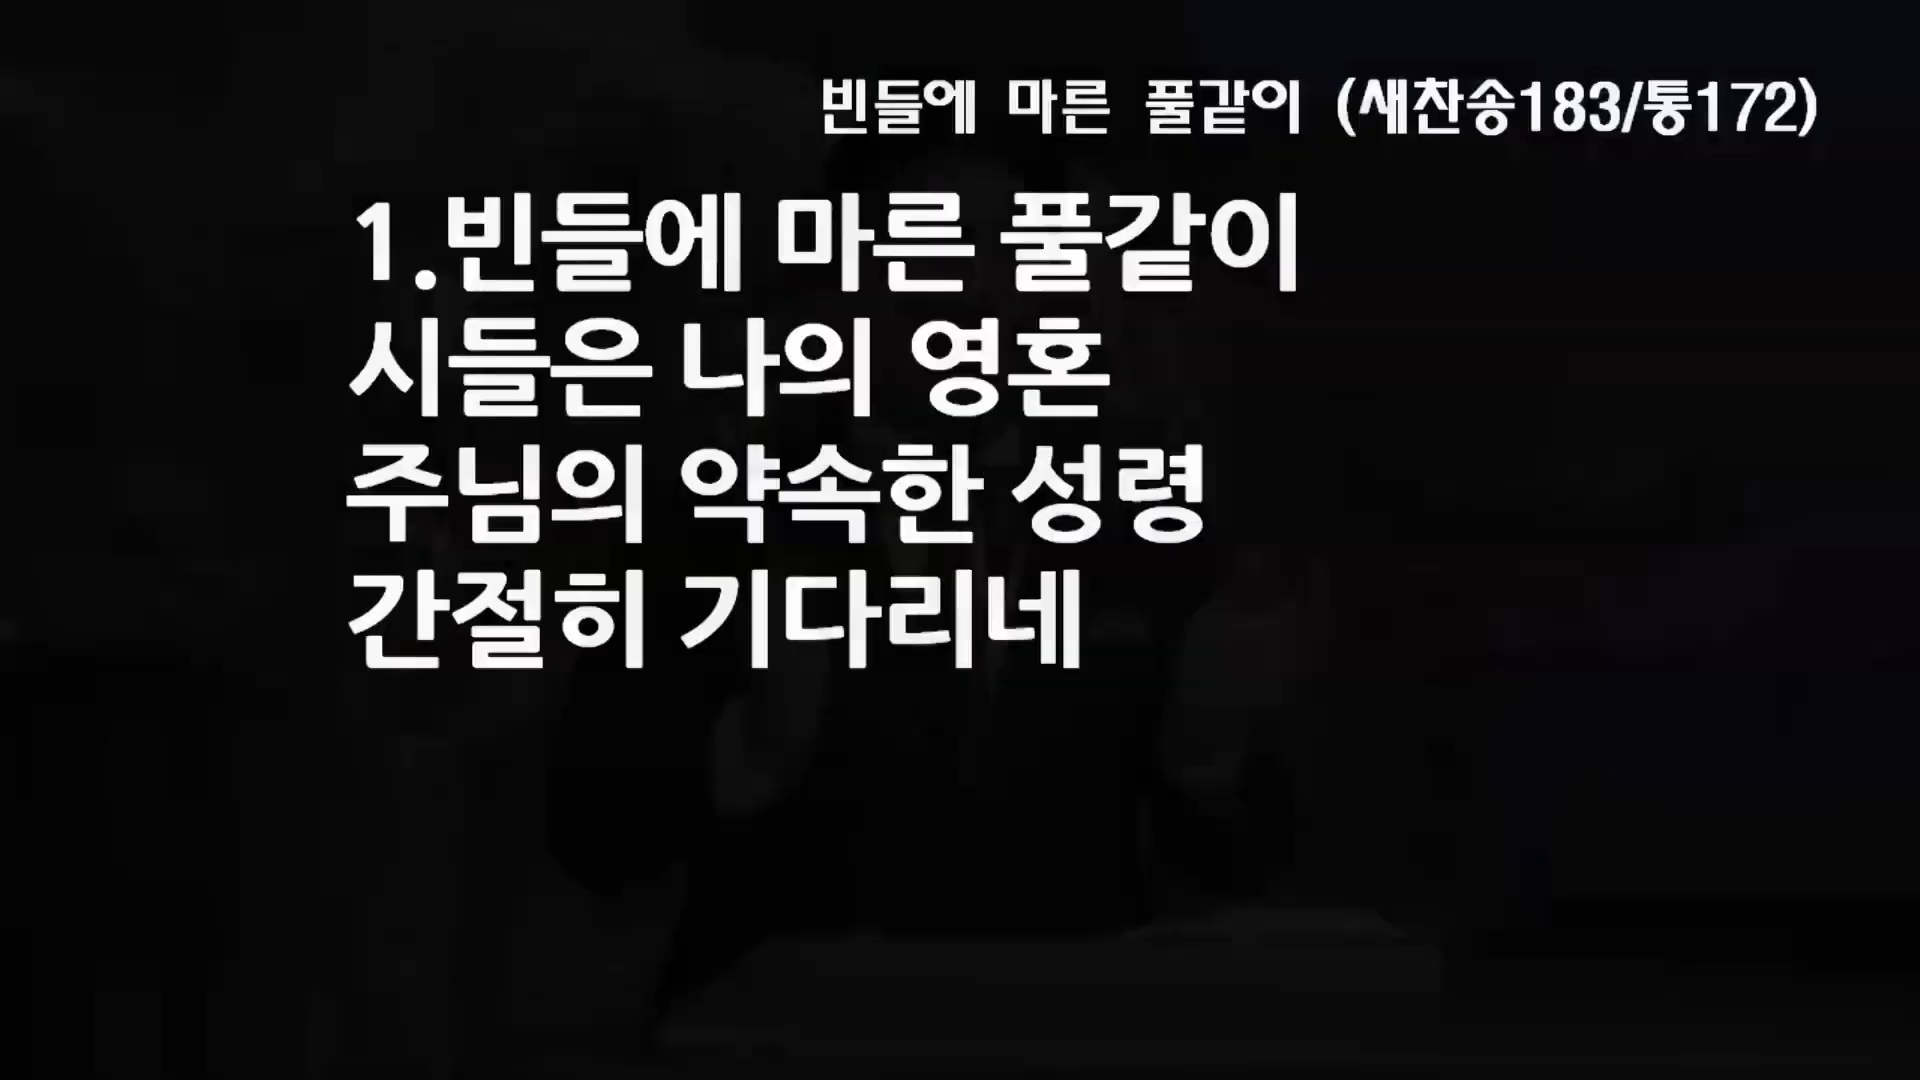 빈들에 마른 풀같이 (새찬송183/통172)
1.빈들에 마른 풀같이
시들은 나의 영혼
주님의 약속한 성령
간절히 기다리네